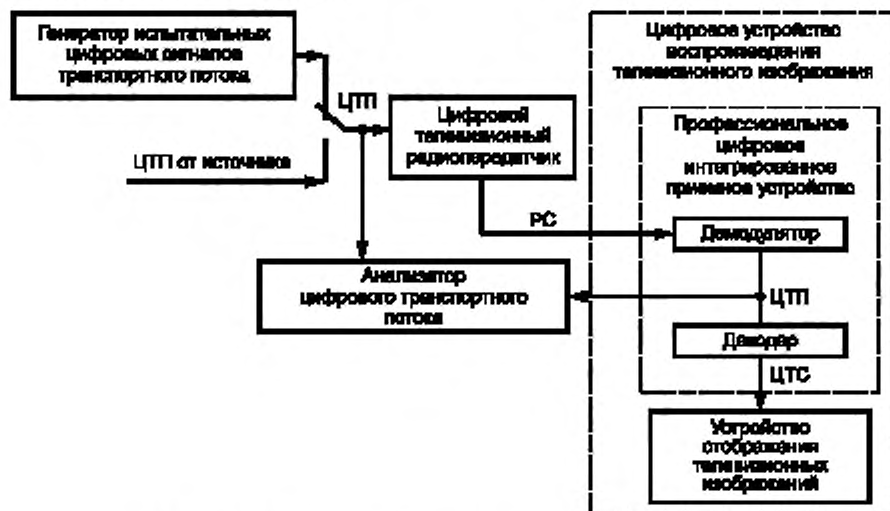 Генератор испытательных
цифровых сигналов
транспортного потока
ЦТП
ЦТП от источника
Цифровой
телевизионный
радиопередатчик
РС
Анализатор
цифрового транспортного
потока
Цифровое устройство
воспроизведения
телевизионного изображения
Профессиональное
цифровое
интегрированное
приемное устройство
Демодулятор
ЦТП
Декодер
ЦТС
Устройство
отображения
телевизионных
изображений